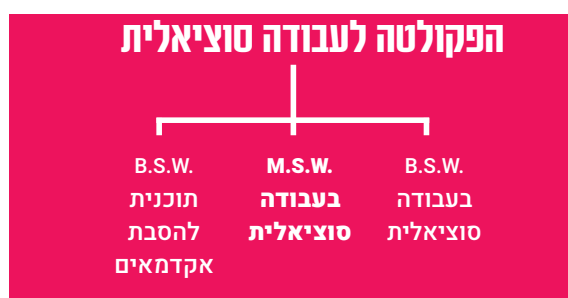 הפקולטה לעבודה סוציאלית
B.S.W.
בעבודה
סוציאלית
M.S.W.
בעבודה
סוציאלית
B.S.W.
תוכנית
להסבת
אקדמאים